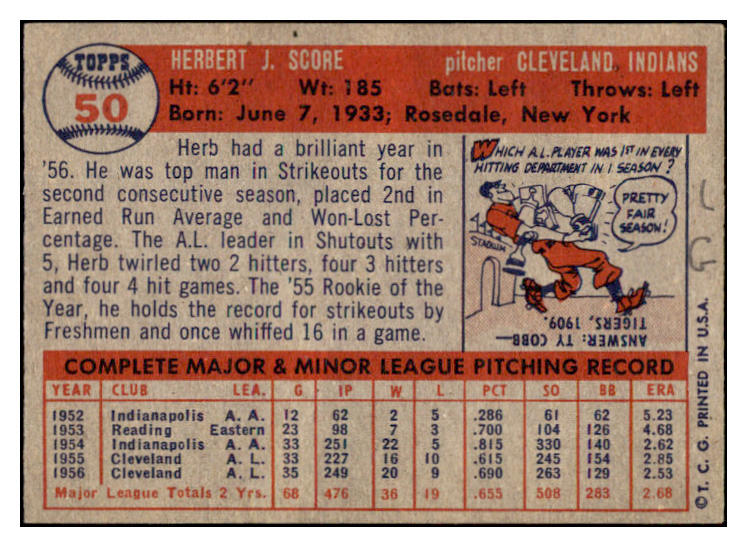 TOPPS
50
HERBERT J. SCORE pitcher CLEVELAND INDIANS
Ht: 6'2" Wt: 185 Bats: Left Throws: Left
Born: June 7, 1933; Rosedale, New York
Herb had a brilliant year in
'56. He was top man in Strikeouts for the
second consecutive season, placed 2nd in
Earned Run Average and Won-Lost Per-
centage. The A.L. leader in Shutouts with
5, Herb twirled two 2 hitters, four 3 hitters
and four 4 hit games. The '55 Rookie of
the Year, he holds the record for strikeouts by
Freshmen and once whiffed 16 in a game.
WHICH A.L. PLAYER WAS 1ST IN EVERY
HITTING DEPARTMENT IN 1 SEASON?
PRETTY
FAIR
SEASON!
STADIUM
ANSWER: TY COBB—
TIGERS, 1909.
L
G
COMPLETE MAJOR & MINOR LEAGUE PITCHING RECORD
YEAR CLUB LEA. G IP W L PCT SO BB ERA
1952 Indianapolis A. A. 12 62 2 5 .286 61 62 5.23
1953 Reading Eastern 23 98 7 3 .700 104 126 4.68
1954 Indianapolis A. A. 33 251 22 5 .815 330 140 2.62
1955 Cleveland A. L. 33 227 16 10 .615 245 154 2.85
1956 Cleveland A. L. 35 249 20 9 .690 263 129 2.53
Major League Totals 2 Yrs. 68 476 36 19 .655 508 283 2.68
©T. C. G. PRINTED IN U.S.A.